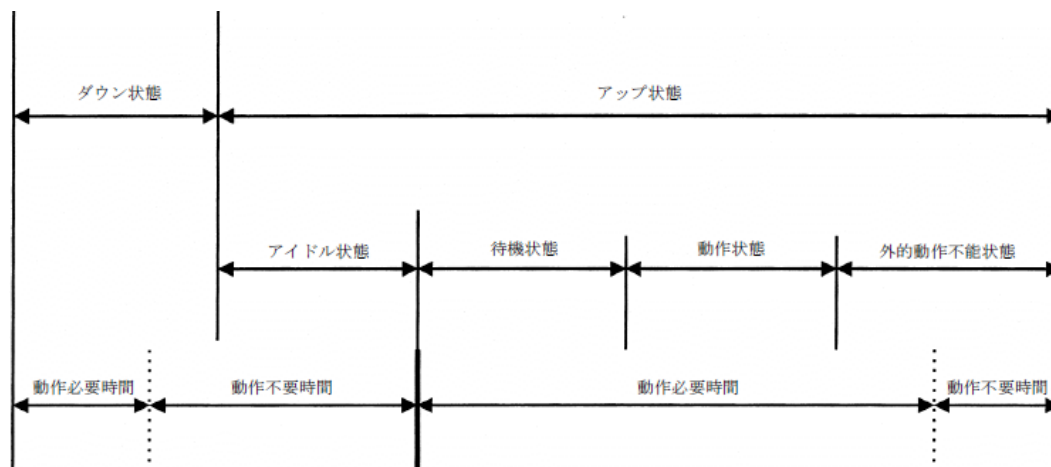 ダウン状態
アップ状態
アイドル状態
待機状態
動作状態
外的動作不能状態
動作必要時間
動作不要時間
動作必要時間
動作不要時間